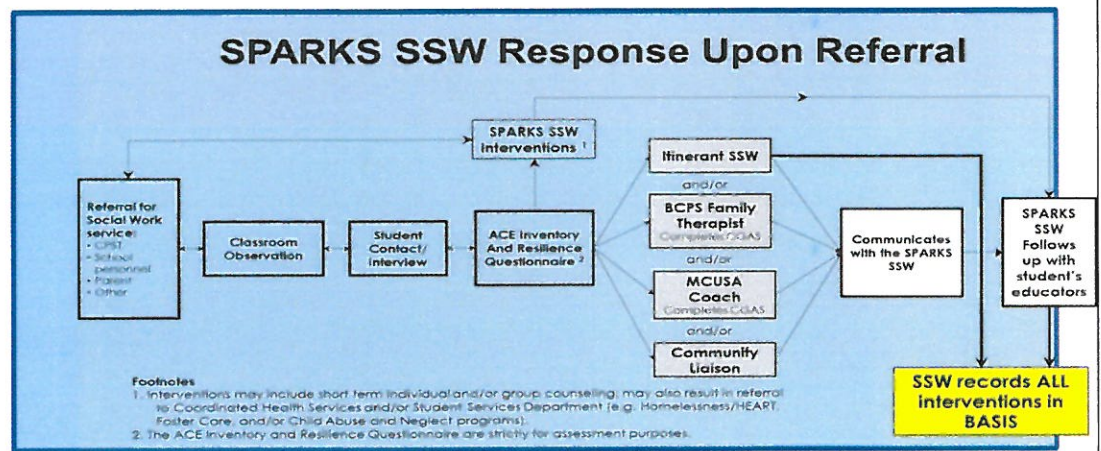 SPARKS SSW Response Upon Referral
SPARKS SSW
Interventions 1
Referral for
Social Work
services
• CPST
• School
personnel
• Parent
• Other
Classroom
Observation
Student
Contact/
Interview
ACE Inventory
And Resilience
Questionnaire 2
Itinerant SSW
and/or
BCPS Family
Therapist
Completes CGAS
and/or
MCUSA
Coach
Completes CGAS
and/or
Community
Liaison
Communicates
with the SPARKS
SSW
SPARKS
SSW
Follows
up with
student's
educators
SSW records ALL
interventions in
BASIS
Footnotes
1. Interventions may include short term individual and/or group counseling; may also result in referral
to Coordinated Health Services and/or Student Services Department (e.g. Homelessness/HEART,
Foster Care, and/or Child Abuse and Neglect programs).
2. The ACE Inventory and Resilience Questionnaire are strictly for assessment purposes.